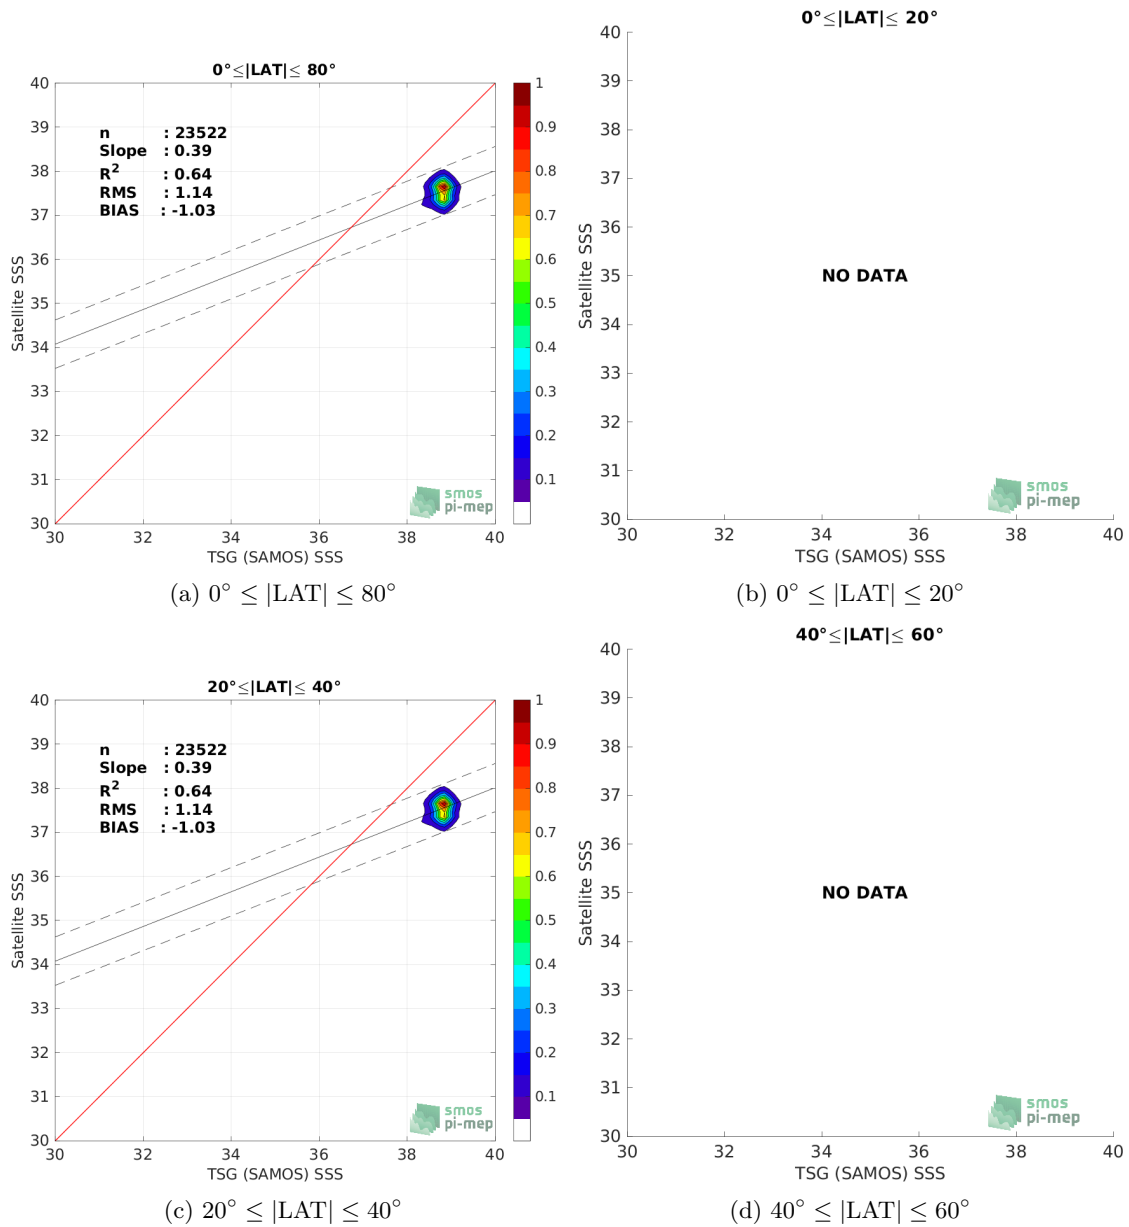 0°≤|LAT|≤ 80°
40
39
38
37
36
35
34
33
32
31
30
Satellite SSS
n : 23522
Slope : 0.39
R² : 0.64
RMS : 1.14
BIAS : -1.03
smos
pi-mep
30 32 34 36 38 40
TSG (SAMOS) SSS
1
0.9
0.8
0.7
0.6
0.5
0.4
0.3
0.2
0.1
(a) 0° ≤ |LAT| ≤ 80°
0°≤|LAT|≤ 20°
40
39
38
37
36
35
34
33
32
31
30
Satellite SSS
NO DATA
smos
pi-mep
30 32 34 36 38 40
TSG (SAMOS) SSS
(b) 0° ≤ |LAT| ≤ 20°
20°≤|LAT|≤ 40°
40
39
38
37
36
35
34
33
32
31
30
Satellite SSS
n : 23522
Slope : 0.39
R² : 0.64
RMS : 1.14
BIAS : -1.03
smos
pi-mep
30 32 34 36 38 40
TSG (SAMOS) SSS
1
0.9
0.8
0.7
0.6
0.5
0.4
0.3
0.2
0.1
(c) 20° ≤ |LAT| ≤ 40°
40°≤|LAT|≤ 60°
40
39
38
37
36
35
34
33
32
31
30
Satellite SSS
NO DATA
smos
pi-mep
30 32 34 36 38 40
TSG (SAMOS) SSS
(d) 40° ≤ |LAT| ≤ 60°